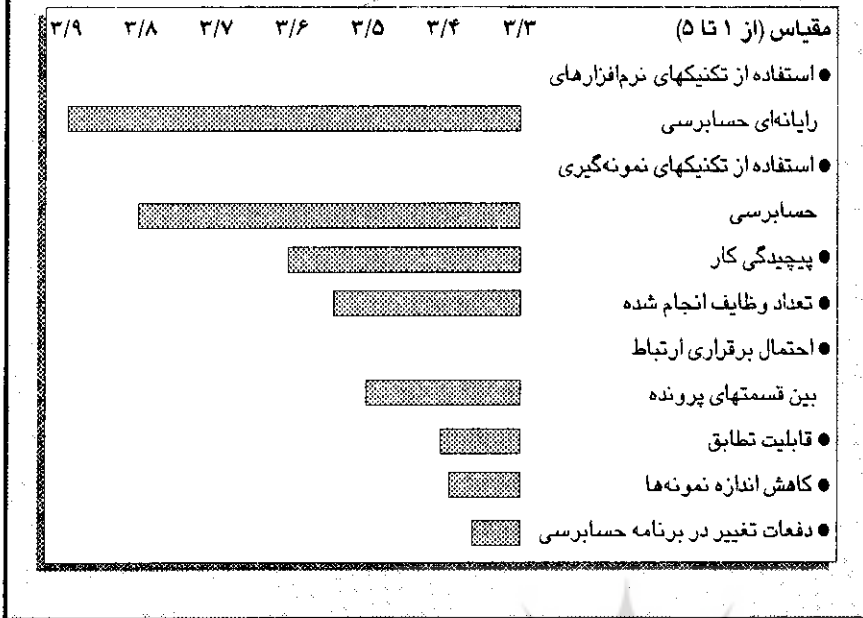 مقیاس (از ۱ تا ۵) ۳/۳ ۳/۴ ۳/۵ ۳/۶ ۳/۷ ۳/۸ ۳/۹
● استفاده از تکنیکهای نرم‌افزارهای
رایانه‌ای حسابرسی
● استفاده از تکنیکهای نمونه‌گیری
حسابرسی
● پیچیدگی کار
● تعداد وظایف انجام شده
● احتمال برقراری ارتباط
بین قسمتهای پرونده
● قابلیت تطابق
● کاهش اندازه نمونه‌ها
● دفعات تغییر در برنامه حسابرسی